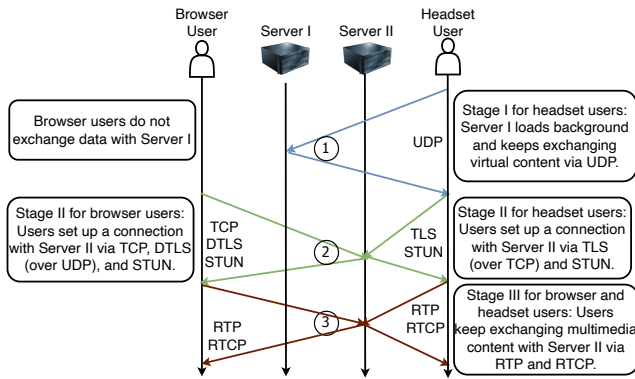 Browser
User
Server I
Server II
Headset
User
Browser users do not
exchange data with Server I
1
UDP
Stage I for headset users:
Server I loads background
and keeps exchanging
virtual content via UDP.
Stage II for browser users:
Users set up a connection
with Server II via TCP, DTLS
(over UDP), and STUN.
TCP
DTLS
STUN
2
TLS
STUN
Stage II for headset users:
Users set up a connection
with Server II via TLS
(over TCP) and STUN.
3
RTP
RTCP
RTP
RTCP
Stage III for browser and
headset users: Users
keep exchanging multimedia
content with Server II via
RTP and RTCP.